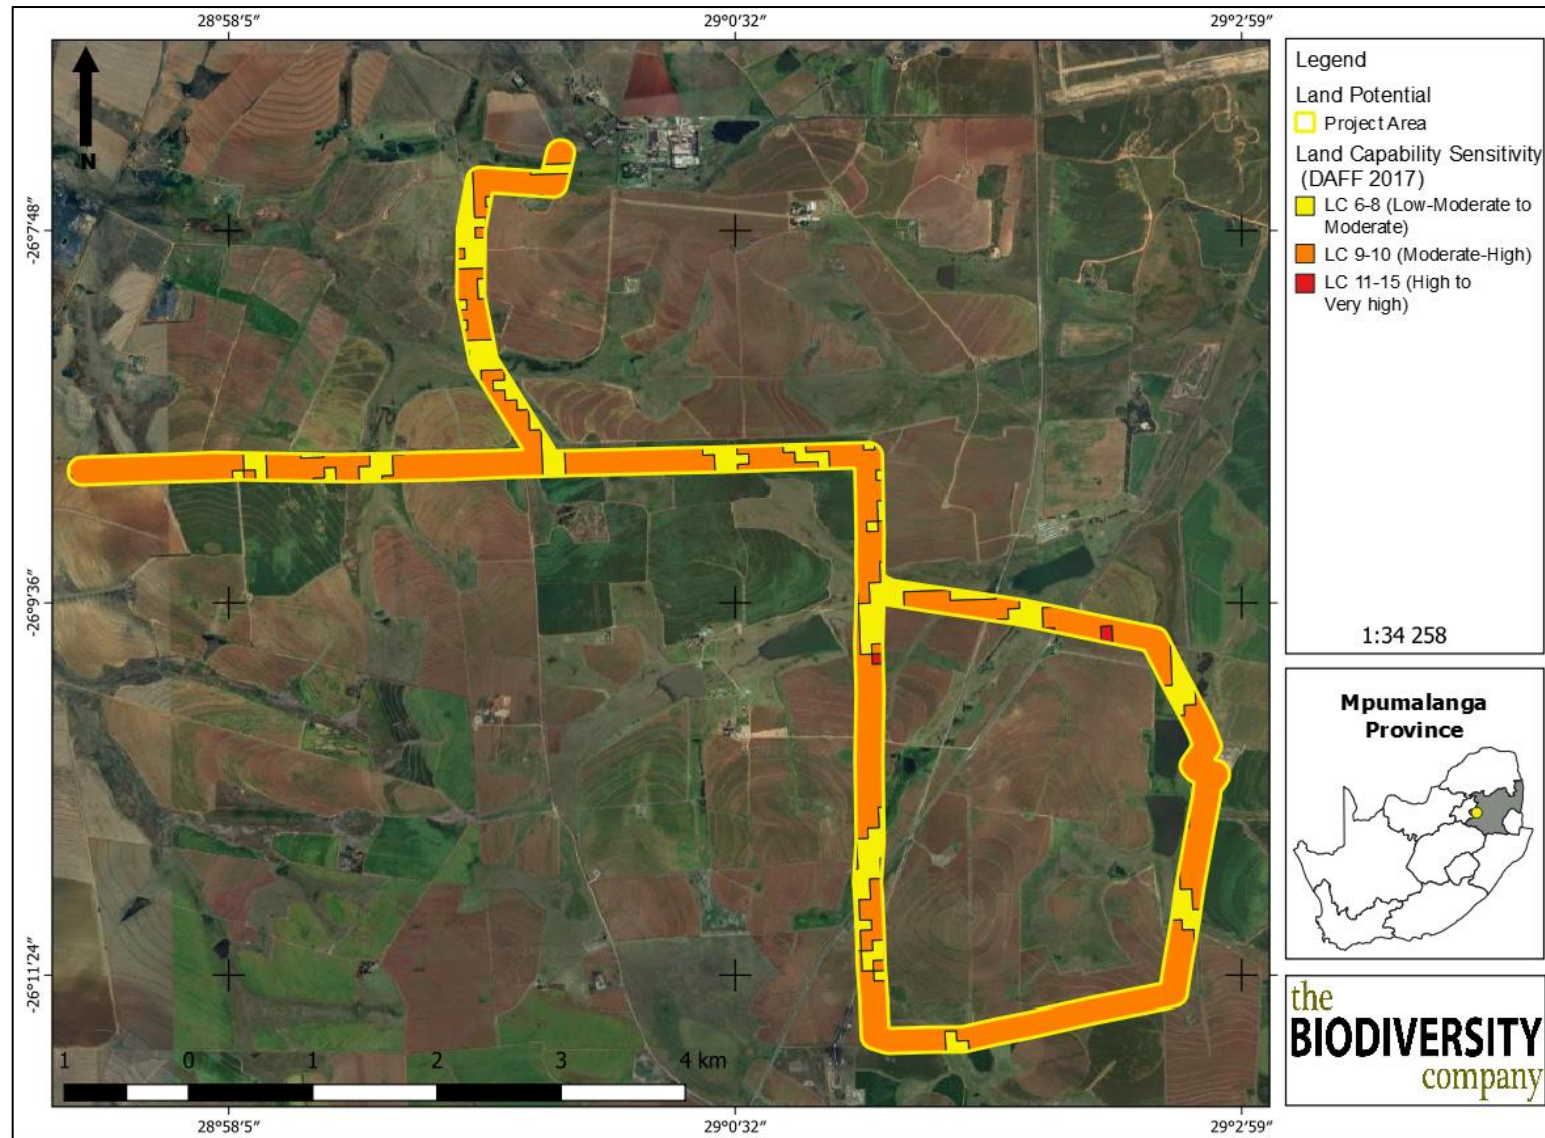 28°58′5″ 29°0′32″ 29°2′59″
-26°7′48″
-26°9′36″
-26°11′24″
N
1 0 1 2 3 4 km
28°58′5″ 29°0′32″ 29°2′59″
Legend
Land Potential
Project Area
Land Capability Sensitivity
(DAFF 2017)
LC 6-8 (Low-Moderate to
Moderate)
LC 9-10 (Moderate-High)
LC 11-15 (High to
Very high)
1:34 258
Mpumalanga
Province
the
BIODIVERSITY
company